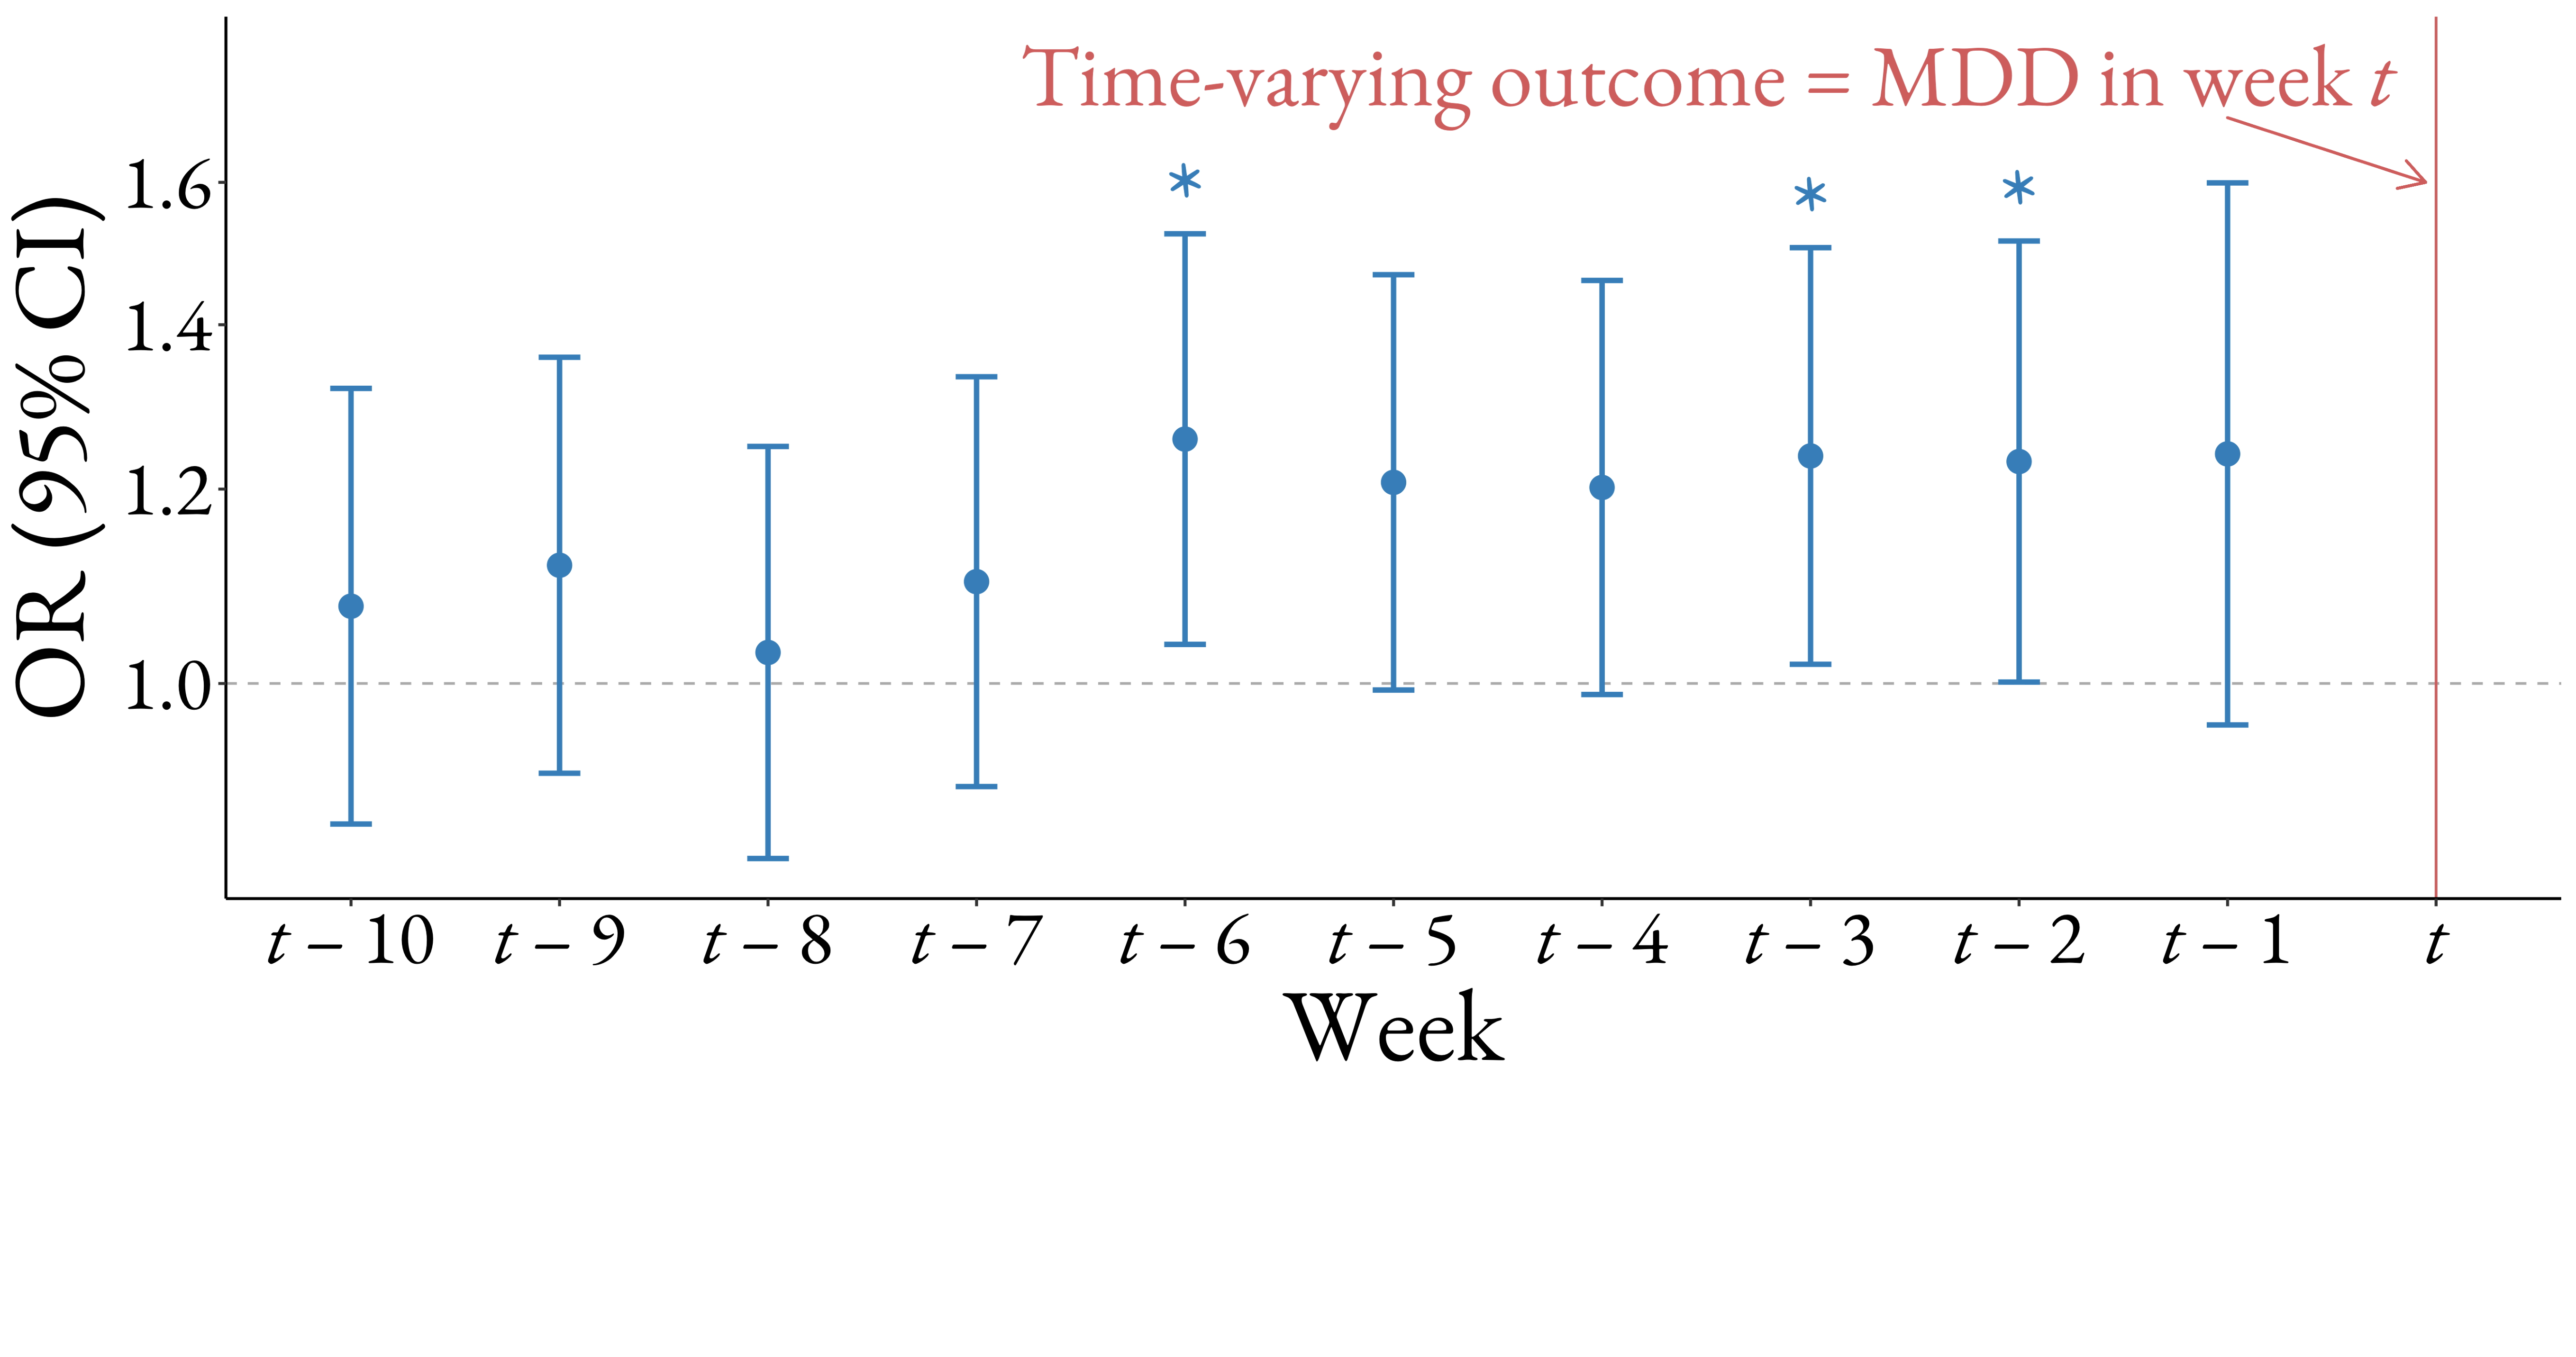 Time-varying outcome = MDD in week t
* * * 
OR (95% CI)
1.6
1.4
1.2
1.0
t – 10 t – 9 t – 8 t – 7 t – 6 t – 5 t – 4 t – 3 t – 2 t – 1 t
Week